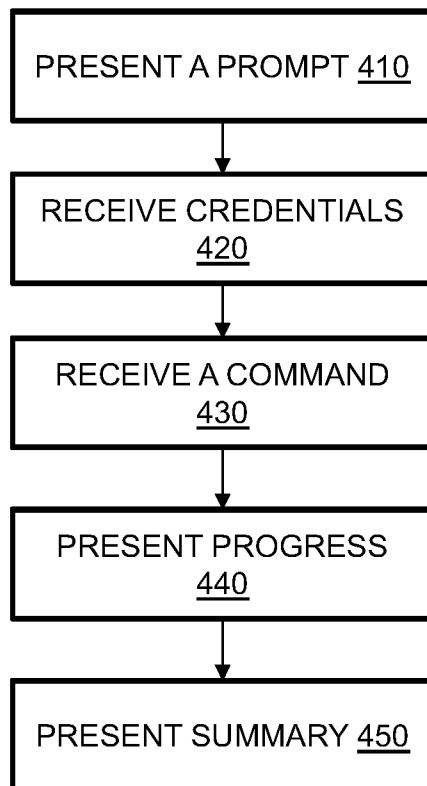 PRESENT A PROMPT 410
RECEIVE CREDENTIALS
420
RECEIVE A COMMAND
430
PRESENT PROGRESS
440
PRESENT SUMMARY 450